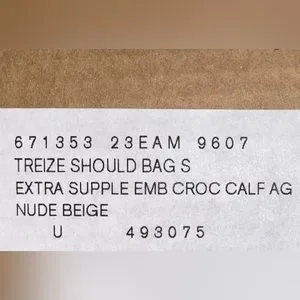 671353 23EAM 9607
TREIZE SHOULD BAG S
EXTRA SUPPLE EMB CROC CALF AG
NUDE BEIGE
U 493075